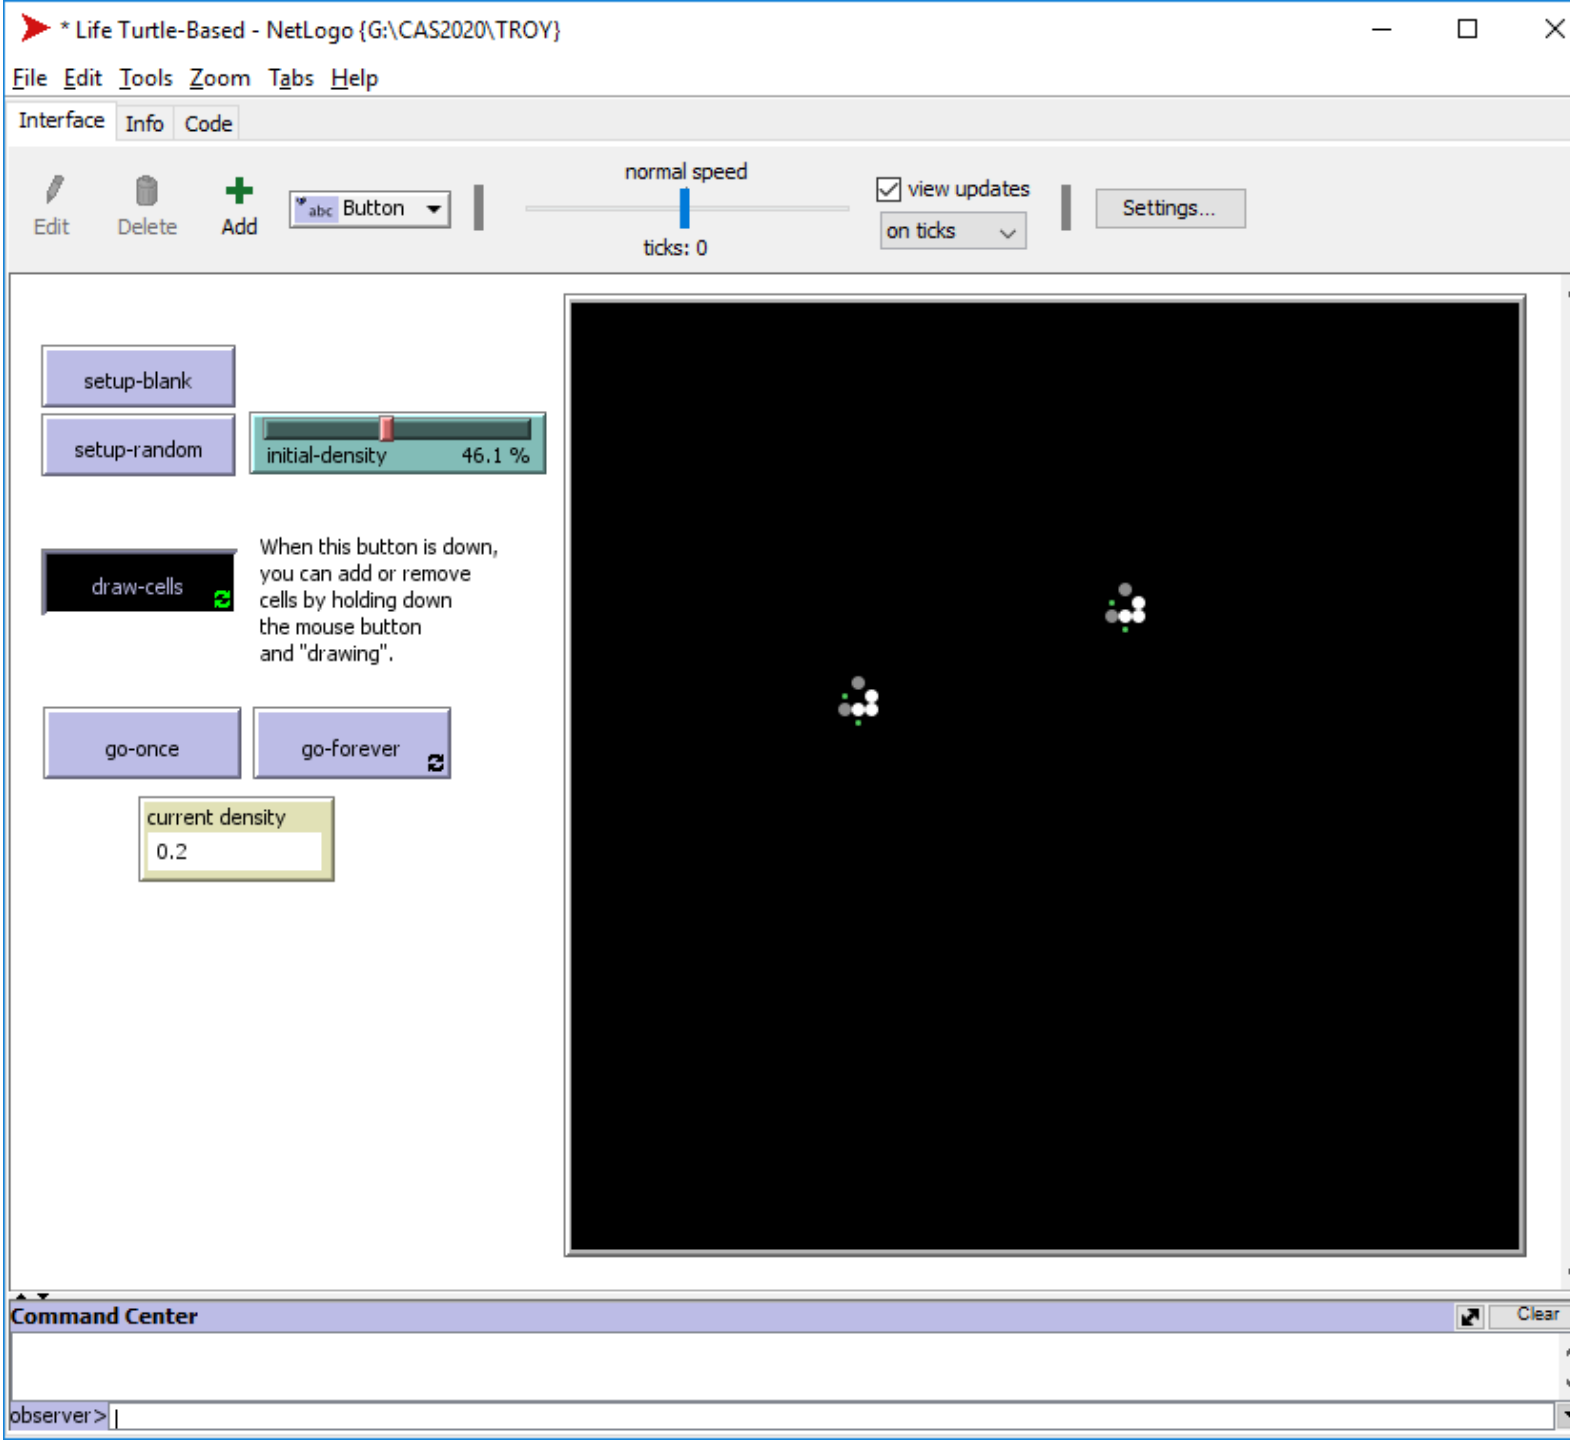 * Life Turtle-Based - NetLogo {G:\CAS2020\TROY}
File Edit Tools Zoom Tabs Help
Interface Info Code
Edit Delete Add abc Button
normal speed
ticks: 0
view updates
on ticks
Settings...
setup-blank
setup-random
initial-density 46.1 %
draw-cells
When this button is down,
you can add or remove
cells by holding down
the mouse button
and "drawing".
go-once
go-forever
current density
0.2
Command Center
Clear
observer>